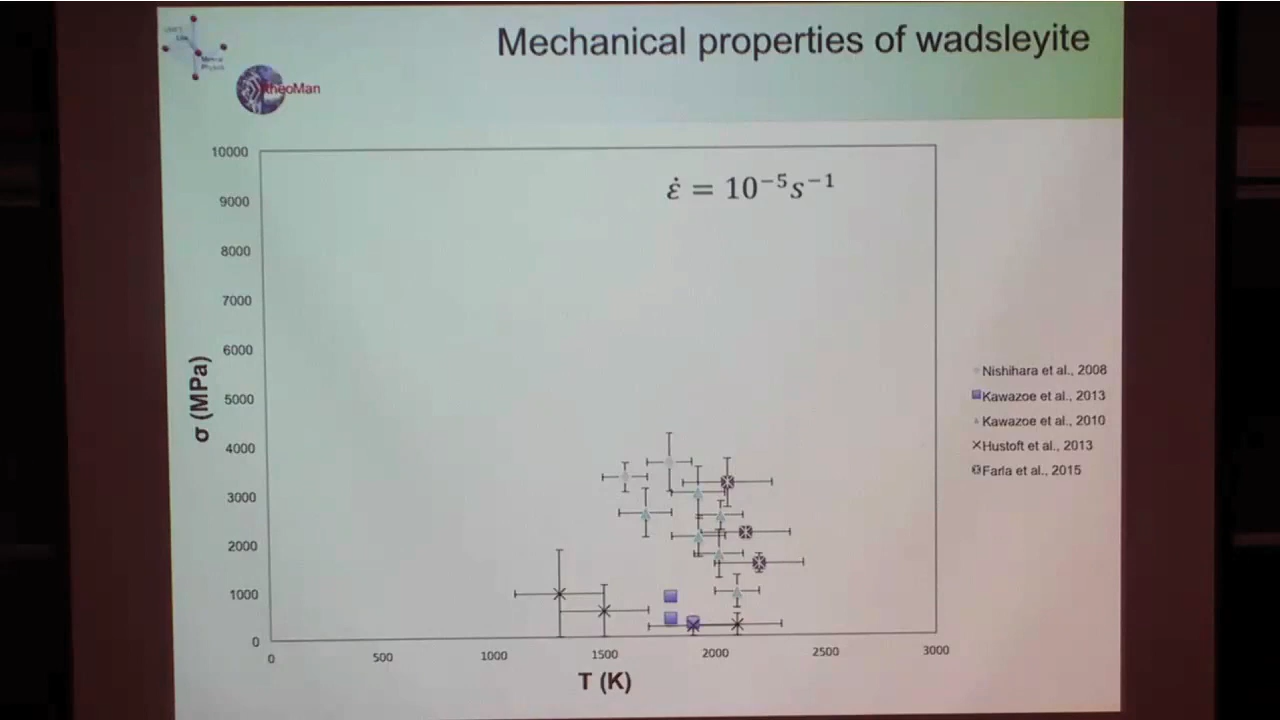 Mechanical properties of wadsleyite
RheoMan
ε̇ = 10⁻⁵s⁻¹
10000
9000
8000
7000
6000
5000
4000
3000
2000
1000
0
σ (MPa)
0 500 1000 1500 2000 2500 3000
T (K)
Nishihara et al., 2008
Kawazoe et al., 2013
Kawazoe et al., 2010
Hustoft et al., 2013
Farla et al., 2015